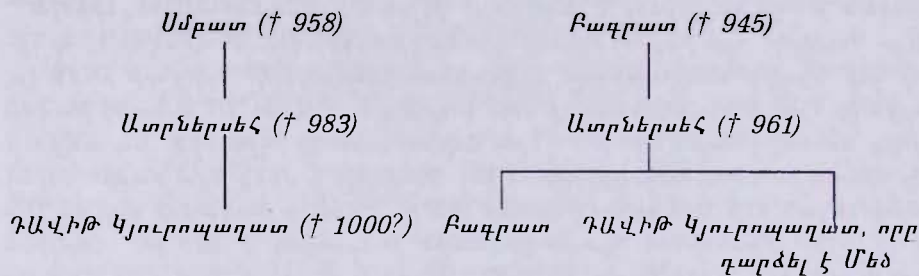 Սմբատ († 958) Բագրատ († 945)
Ատրներսեհ († 983) Ատրներսեհ († 961)
ԴԱՎԻԹ Կյուրոպաղատ († 1000?) Բագրատ ԴԱՎԻԹ Կյուրոպաղատ, որը
դարձել է Մեծ